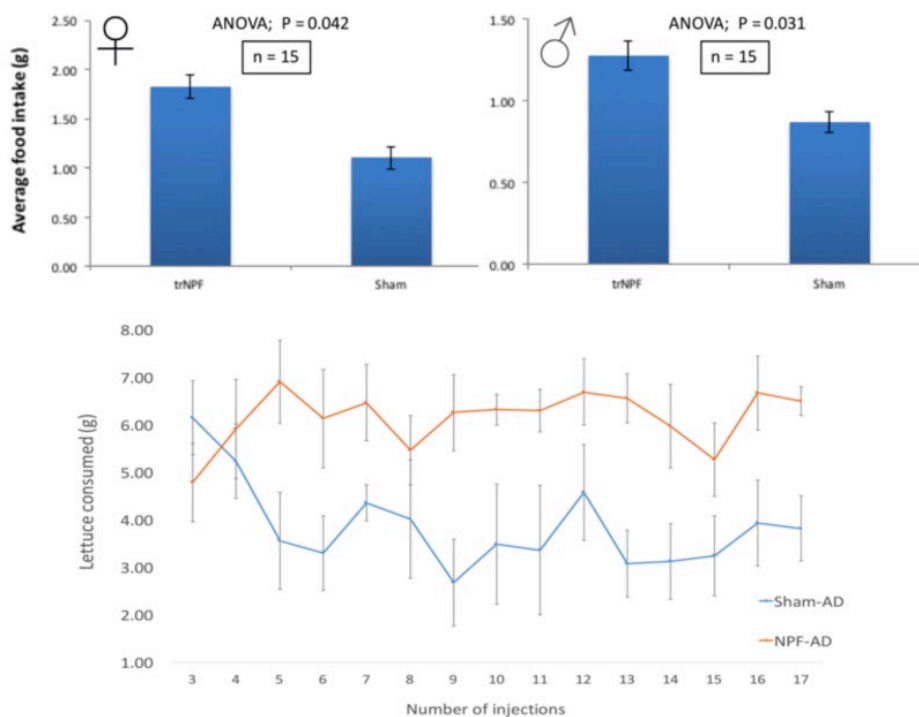 ANOVA; P = 0.042
n = 15
Average food intake (g)
2.50
2.00
1.50
1.00
0.50
0.00
trNPF Sham
ANOVA; P = 0.031
n = 15
1.50
1.00
0.50
0.00
trNPF Sham
Lettuce consumed (g)
8.00
7.00
6.00
5.00
4.00
3.00
2.00
1.00
Sham-AD
NPF-AD
3 4 5 6 7 8 9 10 11 12 13 14 15 16 17
Number of injections